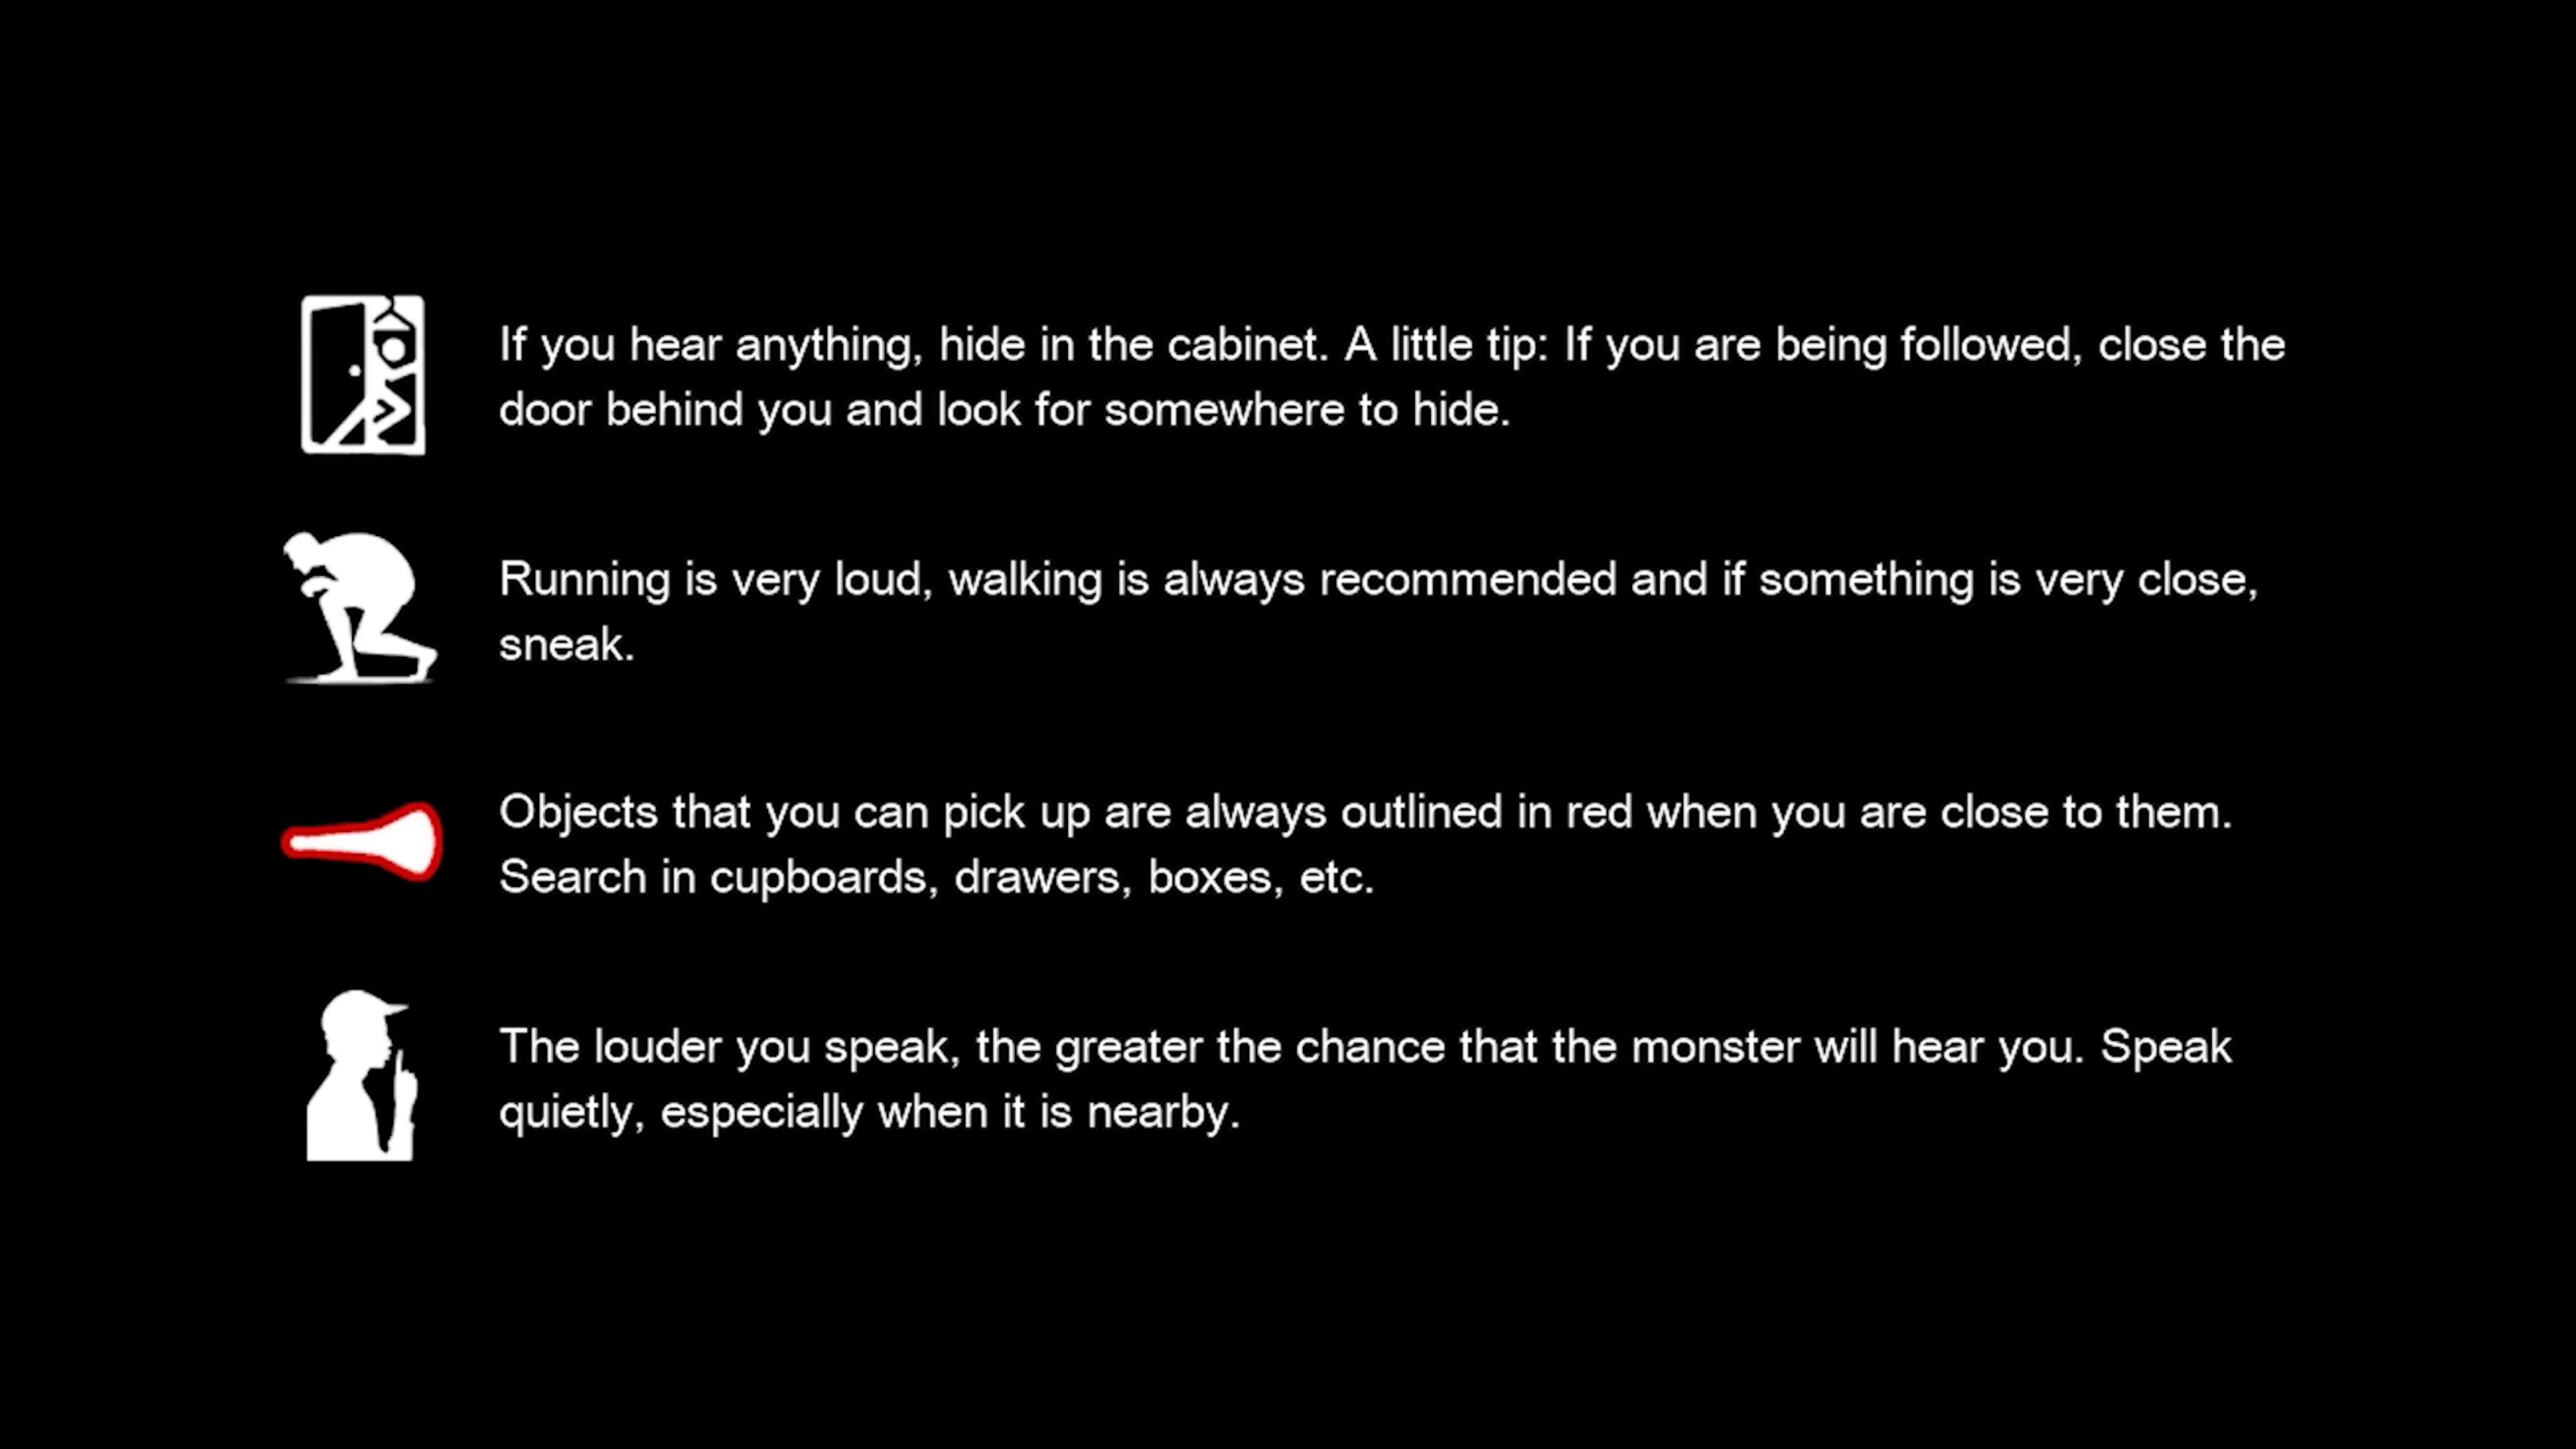 If you hear anything, hide in the cabinet. A little tip: If you are being followed, close the
door behind you and look for somewhere to hide.
Running is very loud, walking is always recommended and if something is very close,
sneak.
Objects that you can pick up are always outlined in red when you are close to them.
Search in cupboards, drawers, boxes, etc.
The louder you speak, the greater the chance that the monster will hear you. Speak
quietly, especially when it is nearby.